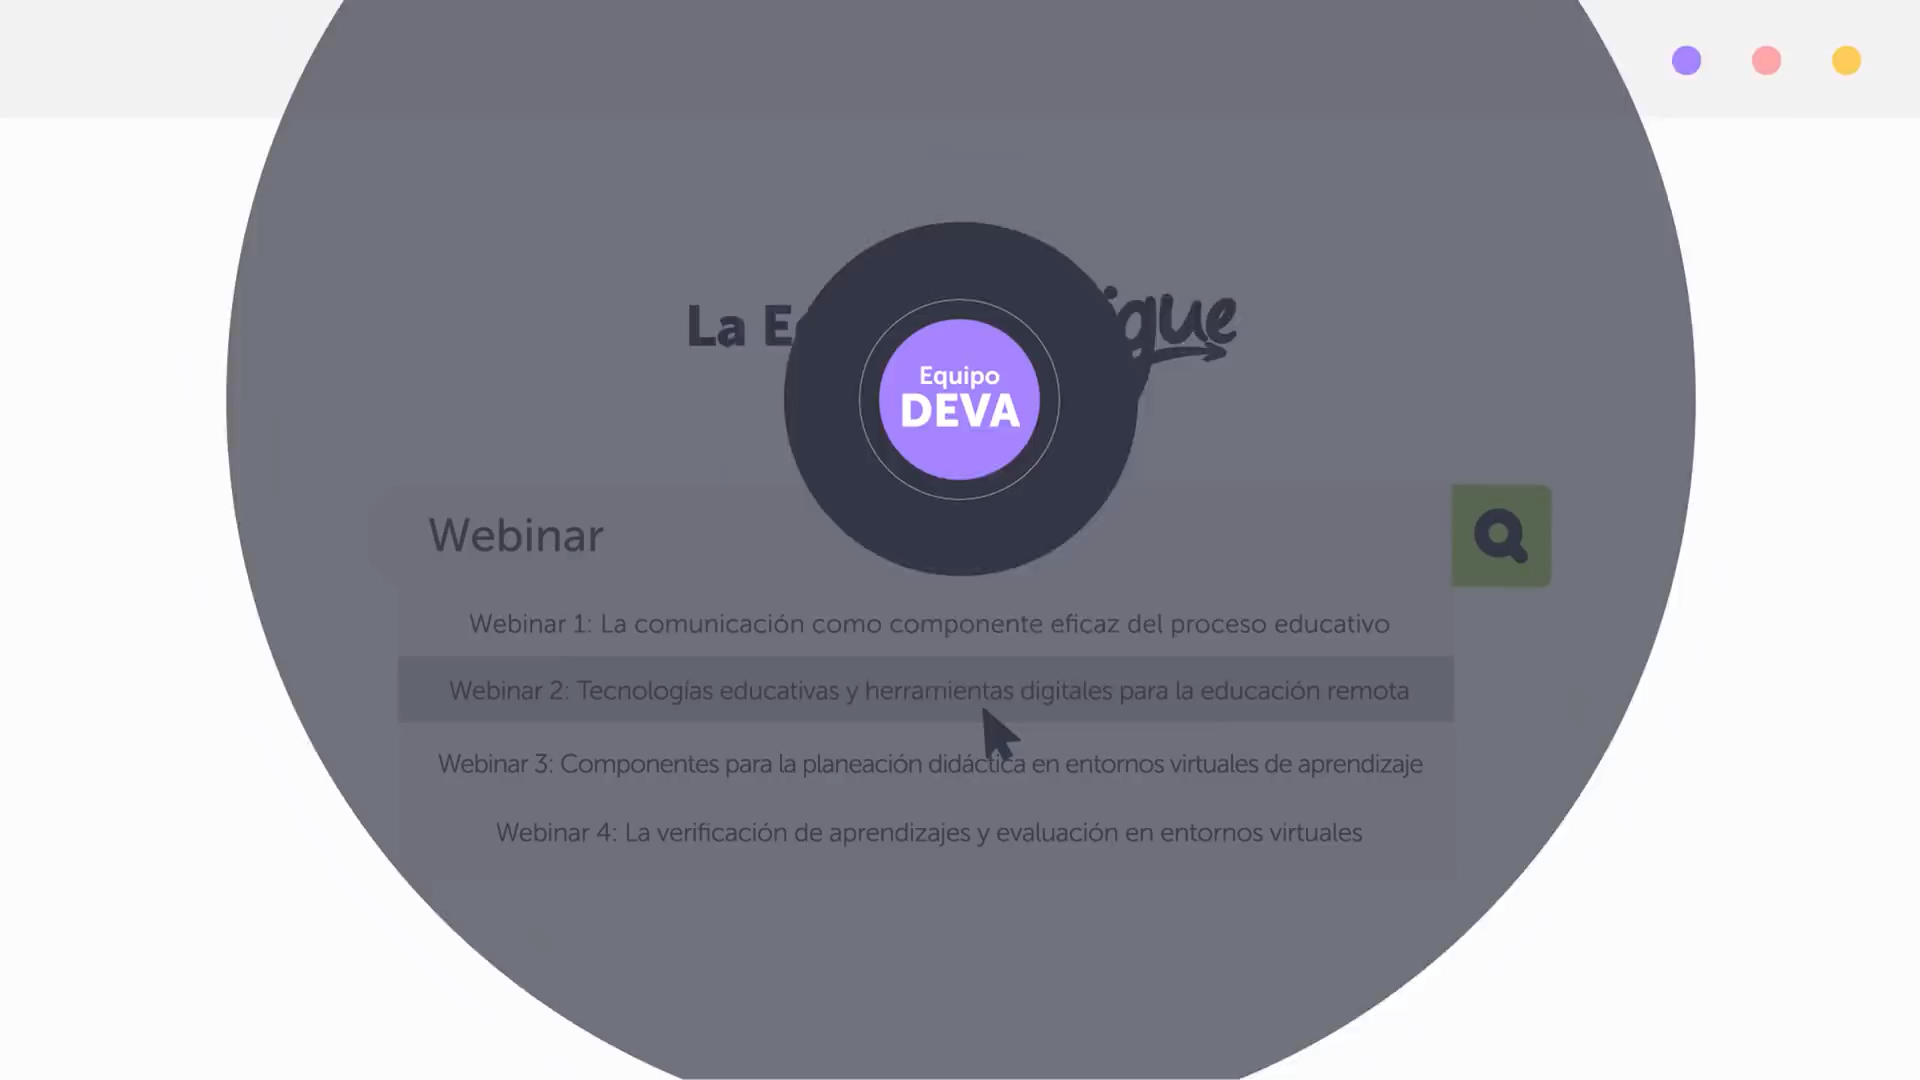 La E
igue
Equipo
DEVA
Webinar
Webinar 1: La comunicación como componente eficaz del proceso educativo
Webinar 2: Tecnologías educativas y herramientas digitales para la educación remota
Webinar 3: Componentes para la planeación didáctica en entornos virtuales de aprendizaje
Webinar 4: La verificación de aprendizajes y evaluación en entornos virtuales